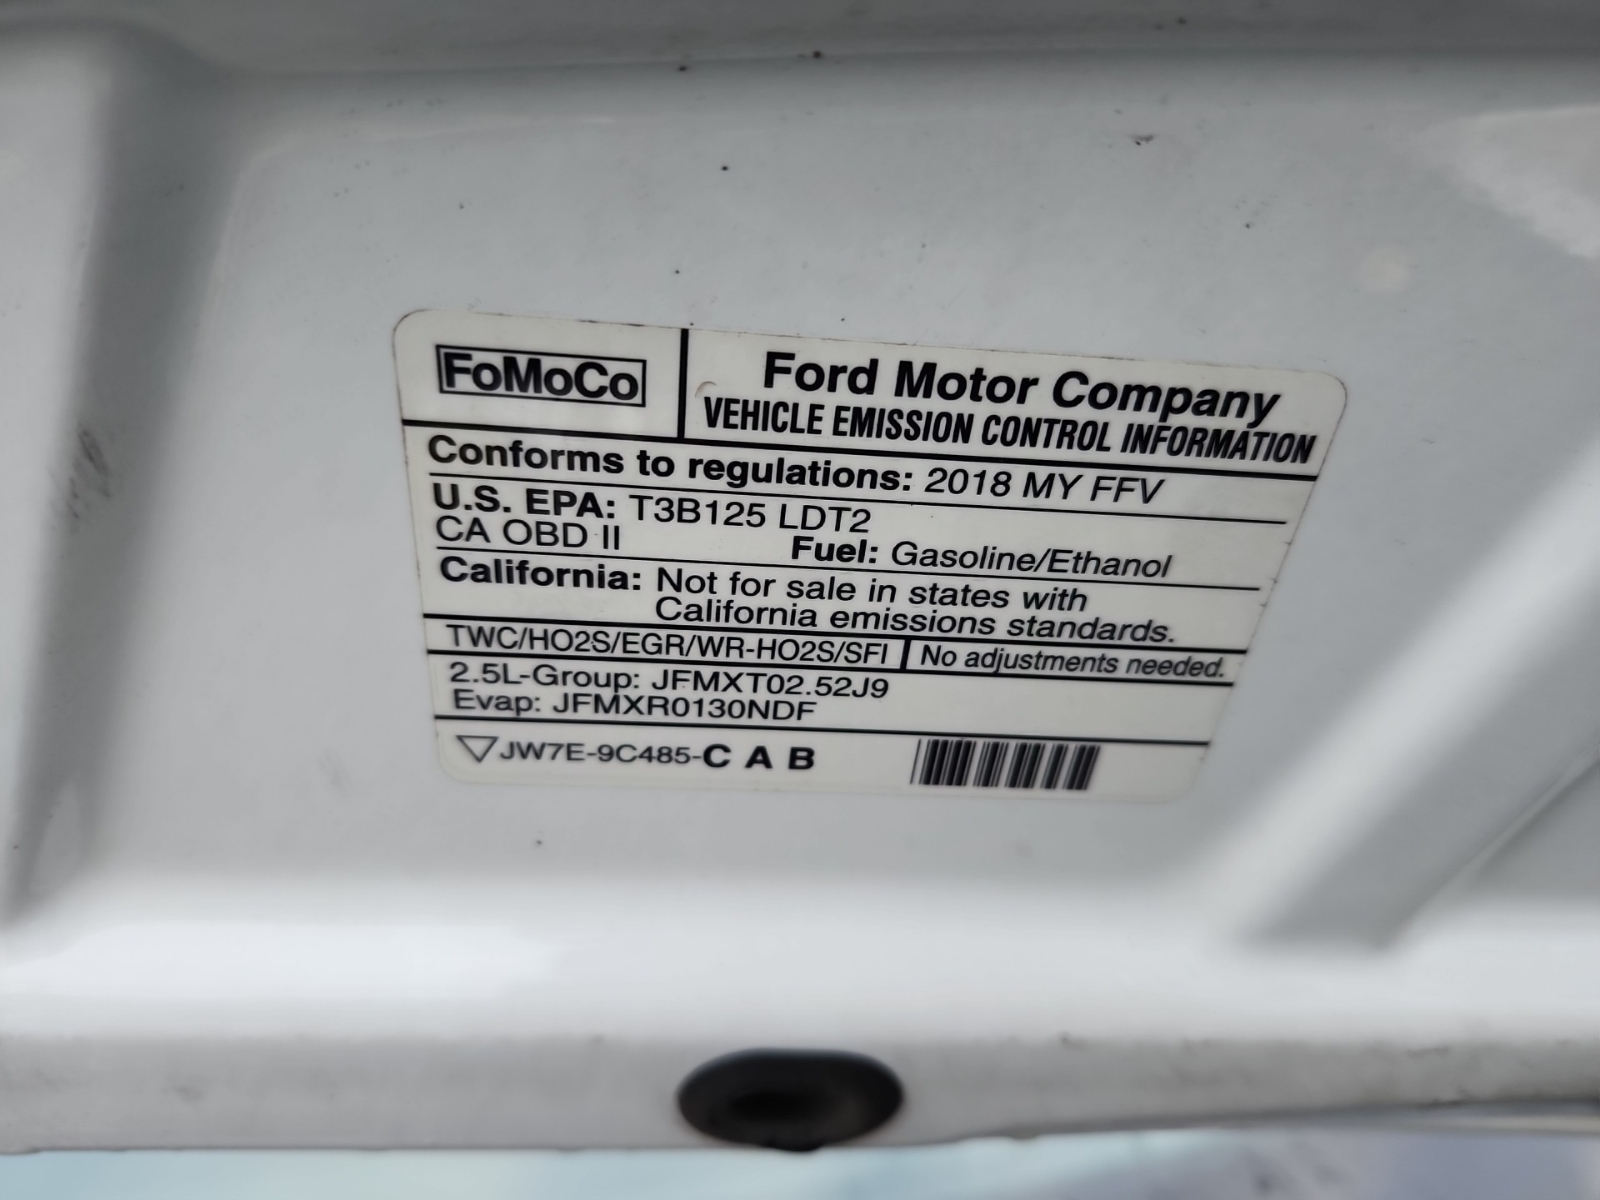 FoMoCo
Ford Motor Company
VEHICLE EMISSION CONTROL INFORMATION
Conforms to regulations: 2018 MY FFV
U.S. EPA: T3B125 LDT2
CA OBD II Fuel: Gasoline/Ethanol
California: Not for sale in states with
California emissions standards.
TWC/HO2S/EGR/WR-HO2S/SFI No adjustments needed.
2.5L-Group: JFMXT02.52J9
Evap: JFMXR0130NDF
JW7E-9C485-C A B